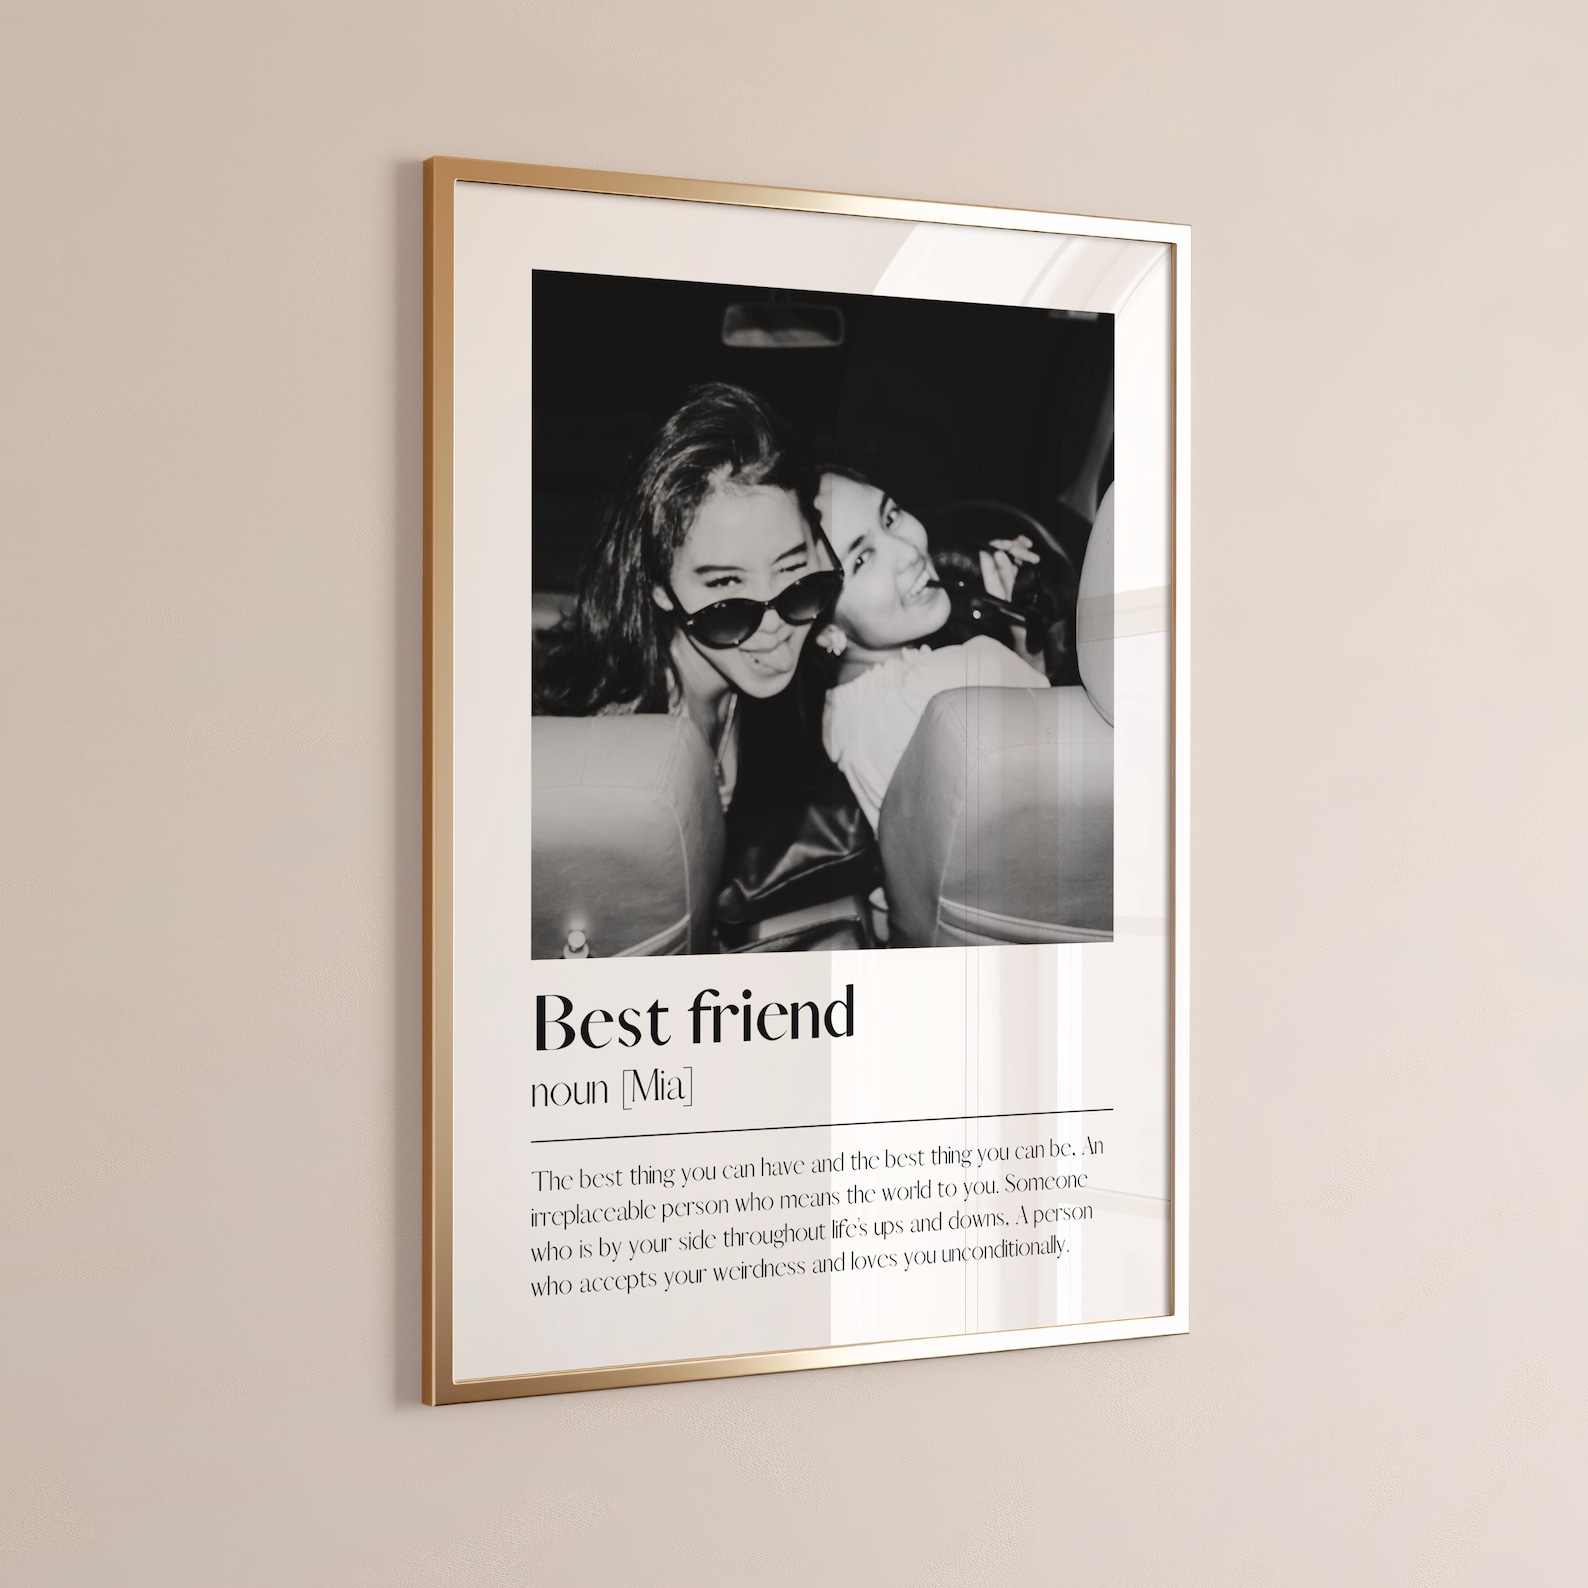 Best friend
noun [Mia]
The best thing you can have and the best thing you can be. An
irreplaceable person who means the world to you. Someone
who is by your side throughout life's ups and downs. A person
who accepts your weirdness and loves you unconditionally.